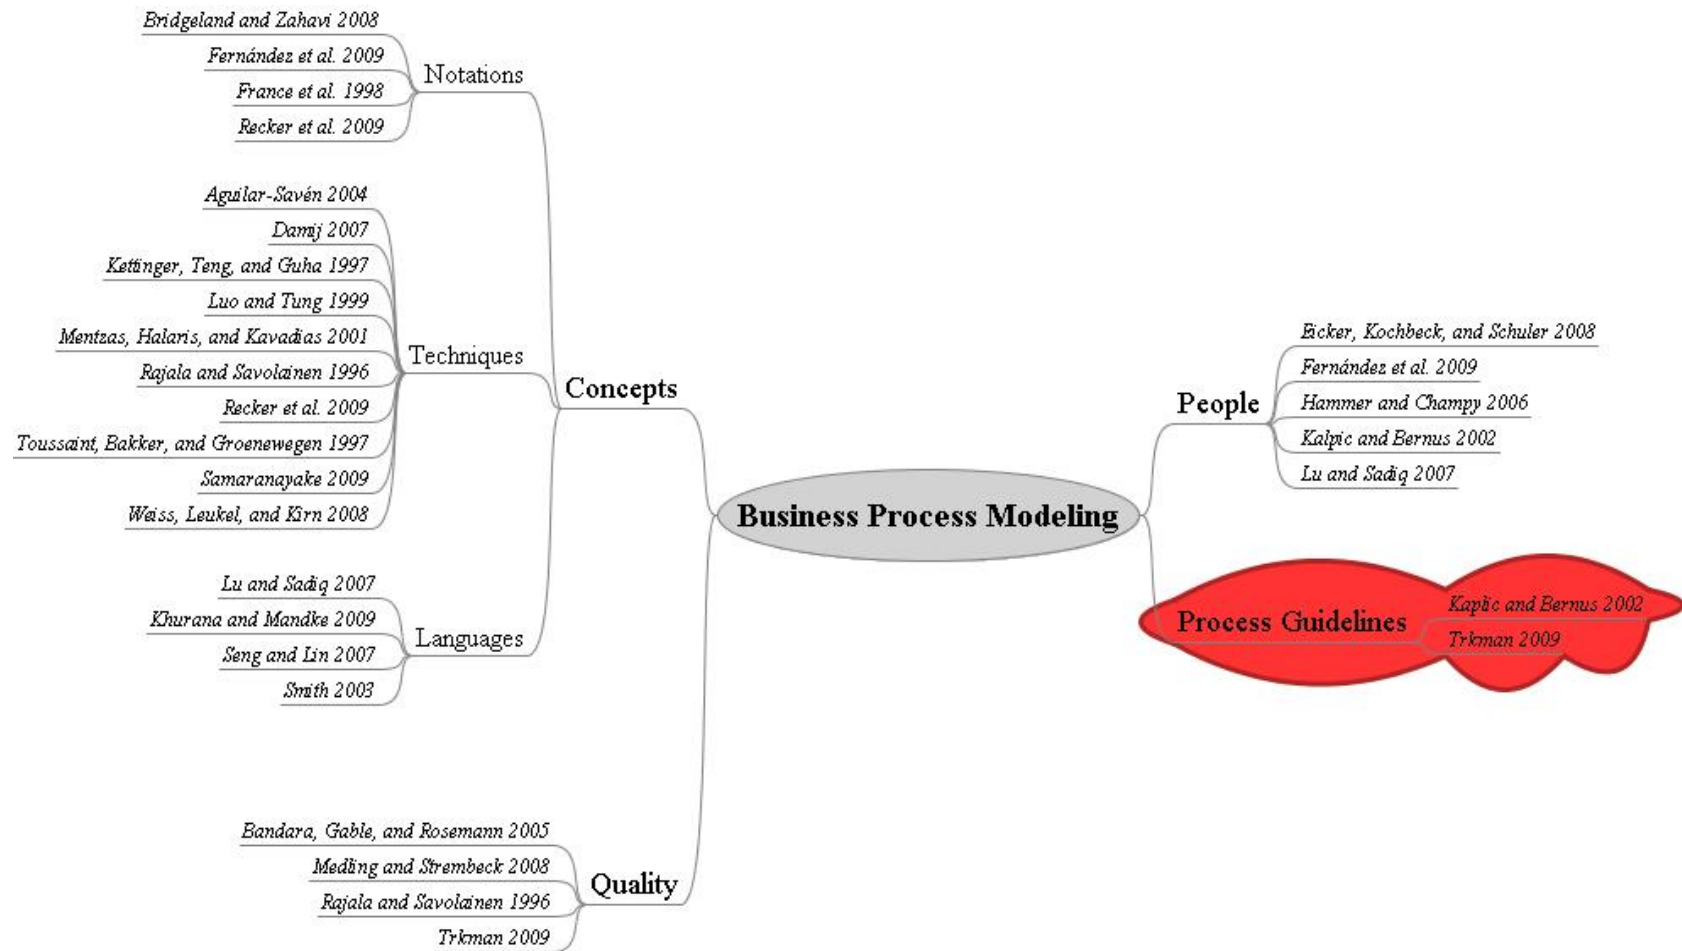 Bridgeland and Zahavi 2008
Fernández et al. 2009
France et al. 1998
Recker et al. 2009
Notations
Aguilar-Savén 2004
Damij 2007
Kettinger, Teng, and Guha 1997
Luo and Tung 1999
Mentzas, Halaris, and Kavadias 2001
Rajala and Savolainen 1996
Recker et al. 2009
Toussaint, Bakker, and Groenewegen 1997
Samaranayake 2009
Weiss, Leukel, and Kirn 2008
Techniques
Lu and Sadiq 2007
Khurana and Mandke 2009
Seng and Lin 2007
Smith 2003
Languages
Concepts
Bandara, Gable, and Rosemann 2005
Medling and Strembeck 2008
Rajala and Savolainen 1996
Trkman 2009
Quality
Business Process Modeling
People
Eicker, Kochbeck, and Schuler 2008
Fernández et al. 2009
Hammer and Champy 2006
Kalpic and Bernus 2002
Lu and Sadiq 2007
Process Guidelines
Kaplic and Bernus 2002
Trkman 2009